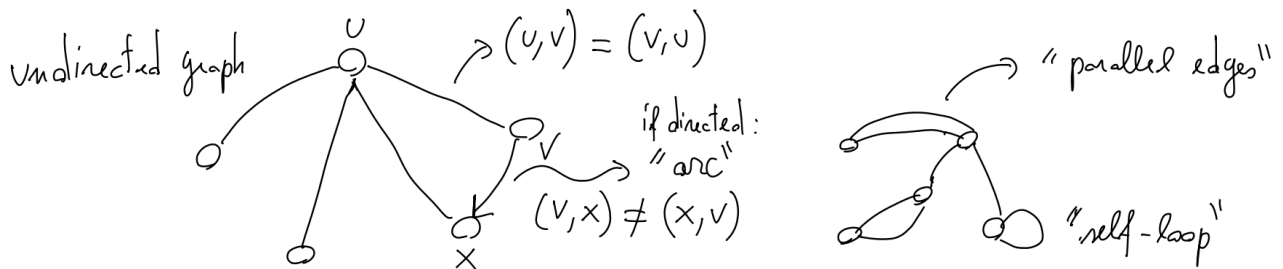 undirected graph
U
(U,V) = (V,U)
V
X
if directed:
"arc"
(V,X) ≠ (X,V)
"parallel edges"
"self-loop"